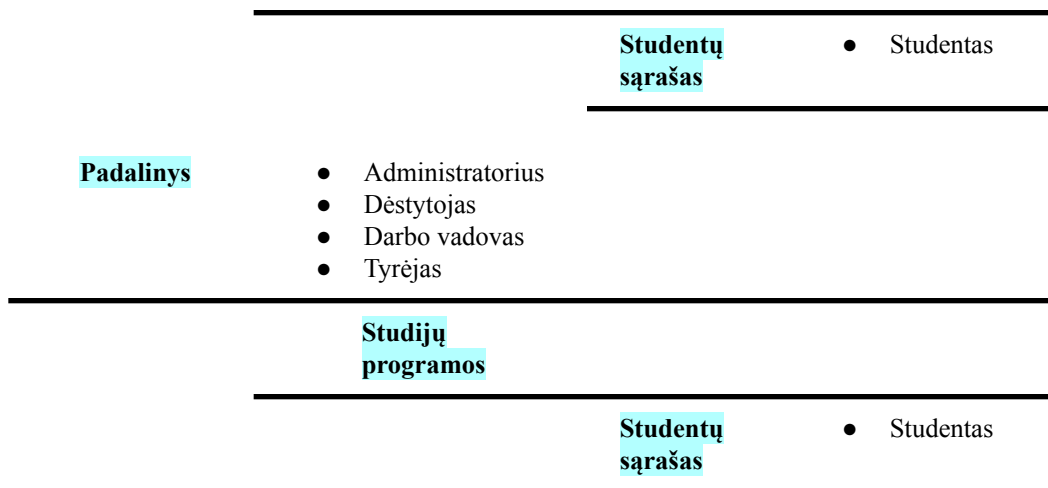 Studentų ● Studentas
sąrašas
Padalinys ● Administratorius
● Dėstytojas
● Darbo vadovas
● Tyrėjas
Studijų
programos
Studentų ● Studentas
sąrašas